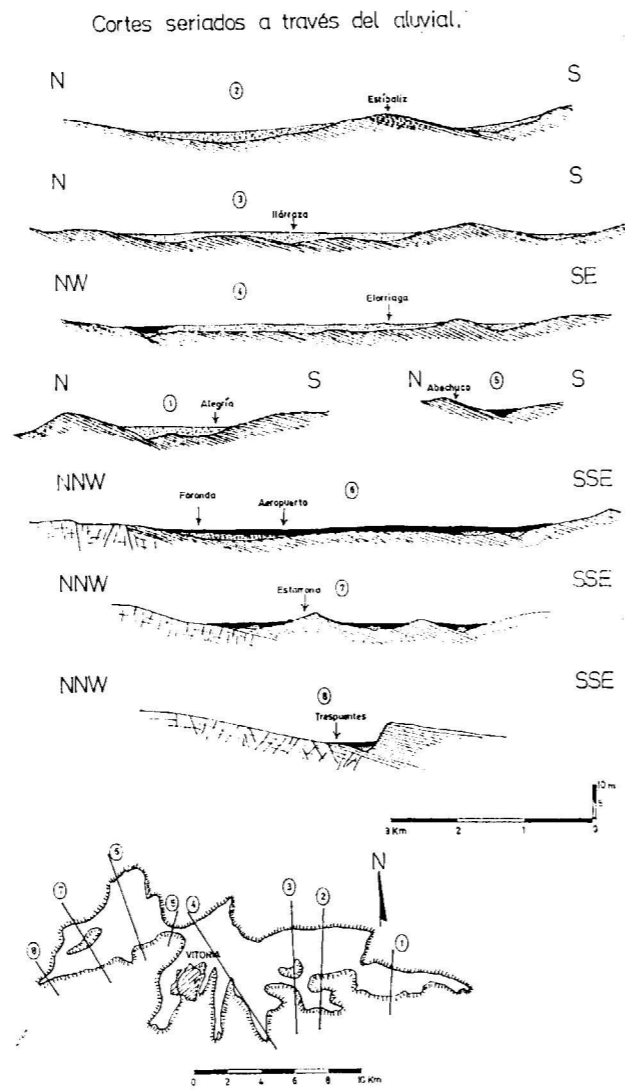 Cortes seriados a través del aluvial.
N ② S
Estíbaliz
N ③ S
Ilárraza
NW ④ SE
Elorriaga
N ① Alegría S
N Abechuco ⑤ S
NNW Foronda Aeropuerto ⑥ SSE
NNW Estarrona ⑦ SSE
NNW ⑧ SSE
Trespuentes
10 m
5
3 Km 2 1 0
N
⑦ 6 ⑤ ④ ③ ② ① ⑧
VITORIA
0 2 4 6 8 10 Km